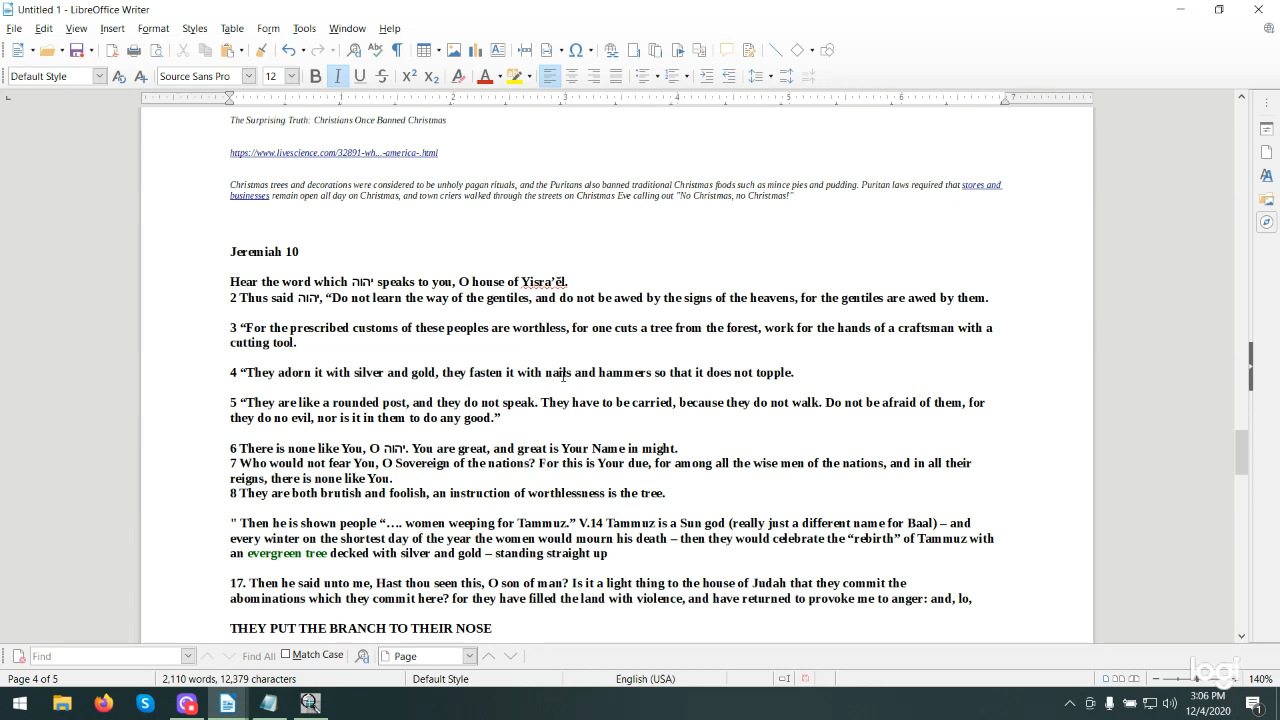 Untitled 1 - LibreOffice Writer
File Edit View Insert Format Styles Table Form Tools Window Help
Default Style Source Sans Pro 12
1 2 3 4 5 6 7
The Surprising Truth: Christians Once Banned Christmas
https://www.livescience.com/32891-wh...-america-.html
Christmas trees and decorations were considered to be unholy pagan rituals, and the Puritans also banned traditional Christmas foods such as mince pies and pudding. Puritan laws required that stores and
businesses remain open all day on Christmas, and town criers walked through the streets on Christmas Eve calling out "No Christmas, no Christmas!"
Jeremiah 10
Hear the word which יהוה speaks to you, O house of Yisra’ĕl.
2 Thus said יהוה, “Do not learn the way of the gentiles, and do not be awed by the signs of the heavens, for the gentiles are awed by them.
3 “For the prescribed customs of these peoples are worthless, for one cuts a tree from the forest, work for the hands of a craftsman with a
cutting tool.
4 “They adorn it with silver and gold, they fasten it with nails and hammers so that it does not topple.
5 “They are like a rounded post, and they do not speak. They have to be carried, because they do not walk. Do not be afraid of them, for
they do no evil, nor is it in them to do any good.”
6 There is none like You, O יהוה. You are great, and great is Your Name in might.
7 Who would not fear You, O Sovereign of the nations? For this is Your due, for among all the wise men of the nations, and in all their
reigns, there is none like You.
8 They are both brutish and foolish, an instruction of worthlessness is the tree.
" Then he is shown people “…. women weeping for Tammuz.” V.14 Tammuz is a Sun god (really just a different name for Baal) – and
every winter on the shortest day of the year the women would mourn his death – then they would celebrate the “rebirth” of Tammuz with
an evergreen tree decked with silver and gold – standing straight up
17. Then he said unto me, Hast thou seen this, O son of man? Is it a light thing to the house of Judah that they commit the
abominations which they commit here? for they have filled the land with violence, and have returned to provoke me to anger: and, lo,
THEY PUT THE BRANCH TO THEIR NOSE
Find Find All Match Case Page
Page 4 of 5 2,110 words, 12,379 characters Default Style English (USA) 140%
logi
3:06 PM
12/4/2020